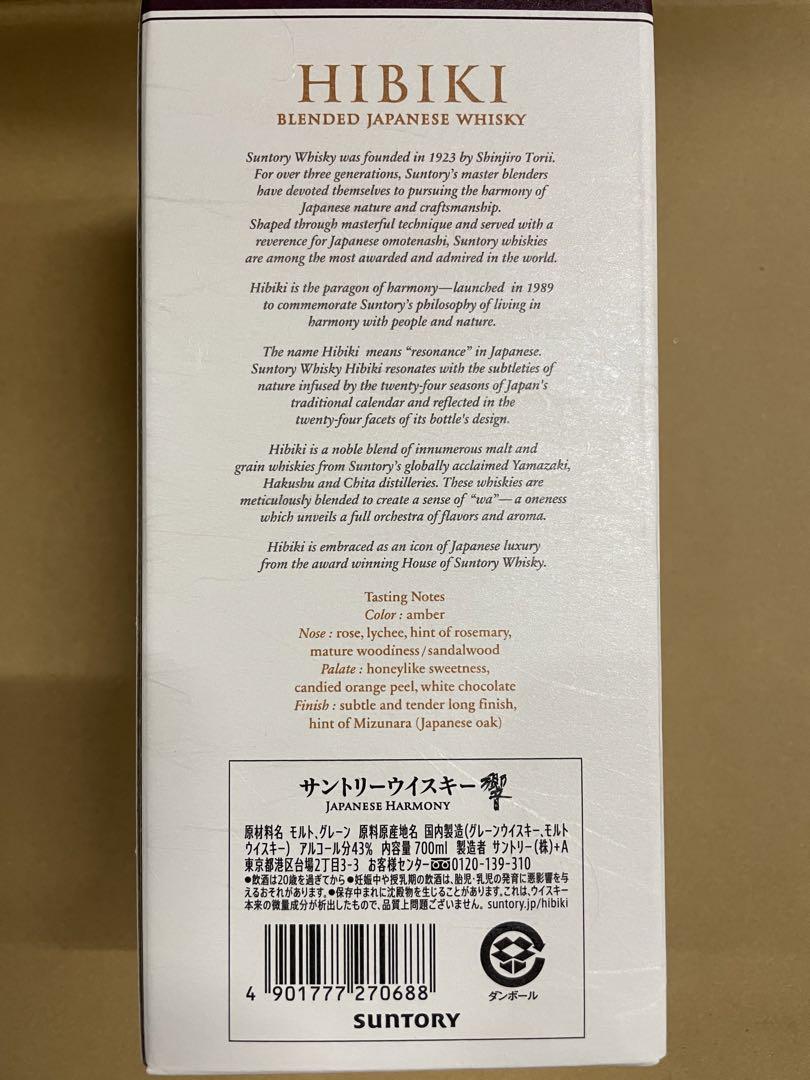 HIBIKI
BLENDED JAPANESE WHISKY
Suntory Whisky was founded in 1923 by Shinjiro Torii.
For over three generations, Suntory's master blenders
have devoted themselves to pursuing the harmony of
Japanese nature and craftsmanship.
Shaped through masterful technique and served with a
reverence for Japanese omotenashi, Suntory whiskies
are among the most awarded and admired in the world.
Hibiki is the paragon of harmony—launched in 1989
to commemorate Suntory's philosophy of living in
harmony with people and nature.
The name Hibiki means “resonance” in Japanese.
Suntory Whisky Hibiki resonates with the subtleties of
nature infused by the twenty-four seasons of Japan's
traditional calendar and reflected in the
twenty-four facets of its bottle's design.
Hibiki is a noble blend of innumerous malt and
grain whiskies from Suntory's globally acclaimed Yamazaki,
Hakushu and Chita distilleries. These whiskies are
meticulously blended to create a sense of “wa”—a oneness
which unveils a full orchestra of flavors and aroma.
Hibiki is embraced as an icon of Japanese luxury
from the award winning House of Suntory Whisky.
Tasting Notes
Color : amber
Nose : rose, lychee, hint of rosemary,
mature woodiness/sandalwood
Palate : honeylike sweetness,
candied orange peel, white chocolate
Finish : subtle and tender long finish,
hint of Mizunara (Japanese oak)
サントリーウイスキー 響
JAPANESE HARMONY
原材料名 モルト、グレーン 原料原産地名 国内製造(グレーンウイスキー、モルト
ウイスキー) アルコール分43% 内容量 700ml 製造者 サントリー(株)+A
東京都港区台場2丁目3-3 お客様センター 0120-139-310
●飲酒は20歳を過ぎてから ●妊娠中や授乳期の飲酒は、胎児・乳児の発育に悪影響を与
えるおそれがあります。●保存中まれに沈殿物を生じることがあります。これは、ウイスキー
本来の微量成分が析出したもので、品質上問題ございません。 suntory.jp/hibiki
4 901777 270688
ダンボール
SUNTORY